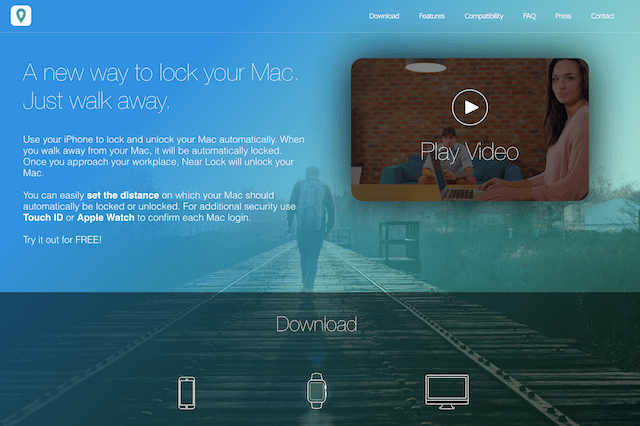 Download Features Compatibility FAQ Press Contact
A new way to lock your Mac.
Just walk away.
Use your iPhone to lock and unlock your Mac automatically. When
you walk away from your Mac, it will be automatically locked.
Once you approach your workplace, Near Lock will unlock your
Mac.
You can easily set the distance on which your Mac should
automatically be locked or unlocked. For additional security use
Touch ID or Apple Watch to confirm each Mac login.
Try it out for FREE!
Play Video
Download